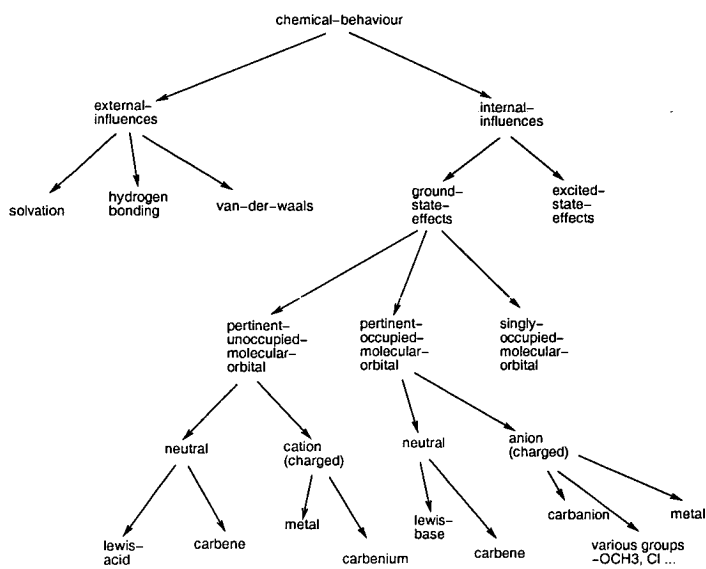 chemical-behaviour
external-
influences
internal-
influences
solvation
hydrogen
bonding
van-der-waals
ground-
state-
effects
excited-
state-
effects
pertinent-
unoccupied-
molecular-
orbital
pertinent-
occupied-
molecular-
orbital
singly-
occupied-
molecular-
orbital
neutral
cation
(charged)
neutral
anion
(charged)
lewis-
acid
carbene
metal
carbenium
lewis-
base
carbene
carbanion
various groups
-OCH3, Cl ...
metal